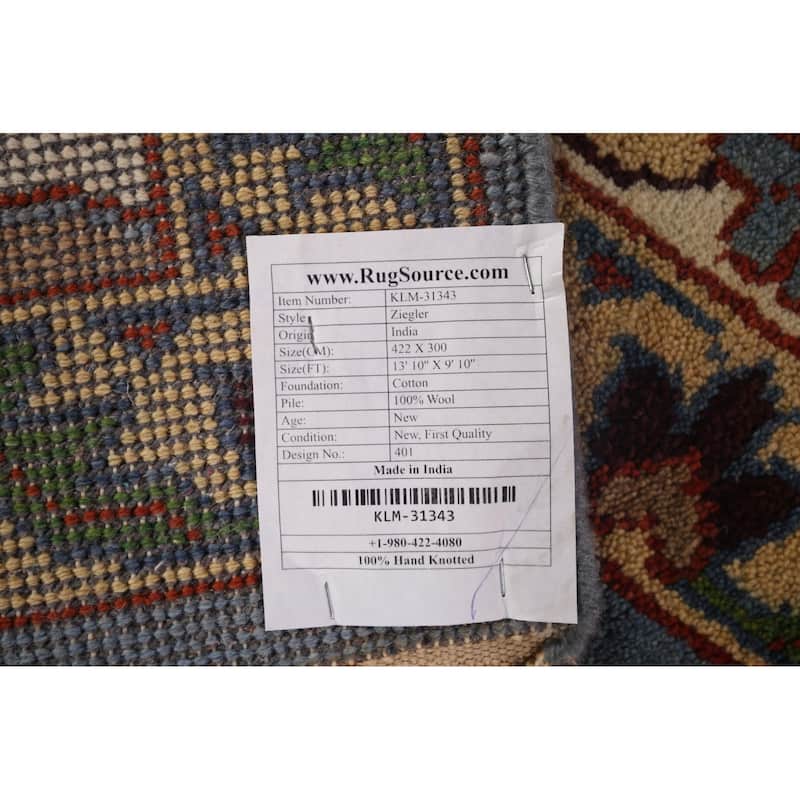 www.RugSource.com
Item Number: KLM-31343
Style Ziegler
Origin India
Size(CM): 422 X 300
Size(FT): 13' 10" X 9' 10"
Foundation: Cotton
Pile: 100% Wool
Age: New
Condition: New, First Quality
Design No.: 401
Made in India
KLM-31343
+1-980-422-4080
100% Hand Knotted